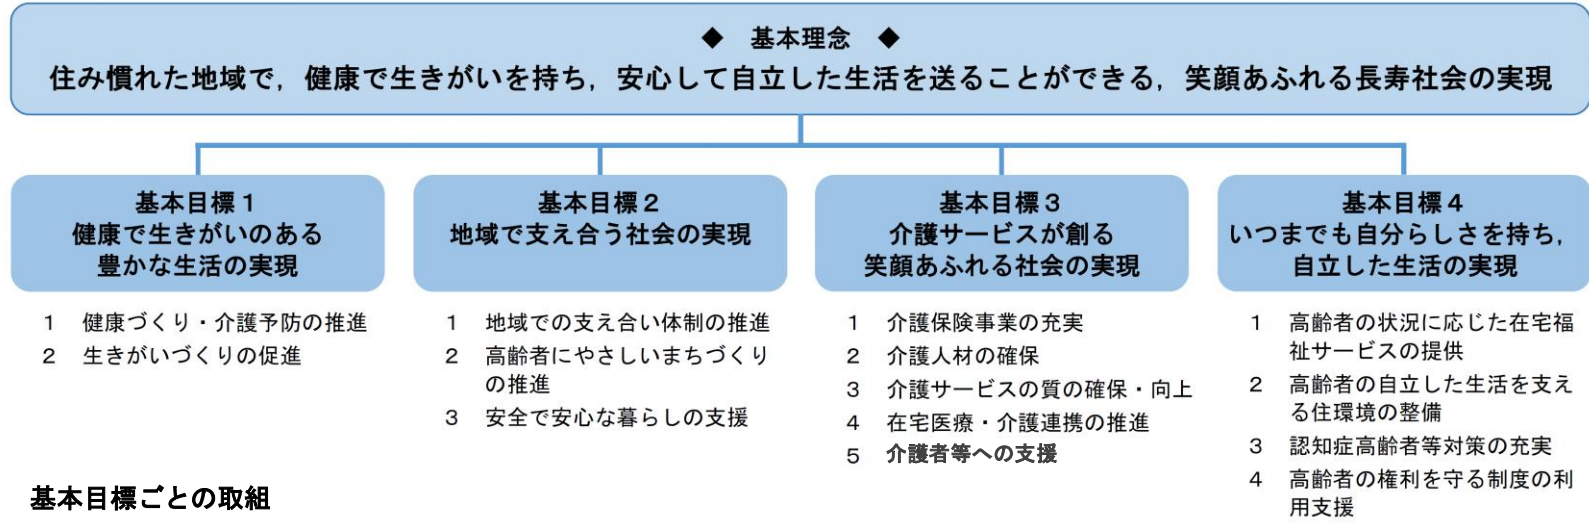 ◆ 基本理念 ◆
住み慣れた地域で，健康で生きがいを持ち，安心して自立した生活を送ることができる，笑顔あふれる長寿社会の実現
基本目標１
健康で生きがいのある
豊かな生活の実現
1 健康づくり・介護予防の推進
2 生きがいづくりの促進
基本目標２
地域で支え合う社会の実現
1 地域での支え合い体制の推進
2 高齢者にやさしいまちづくり
の推進
3 安全で安心な暮らしの支援
基本目標３
介護サービスが創る
笑顔あふれる社会の実現
1 介護保険事業の充実
2 介護人材の確保
3 介護サービスの質の確保・向上
4 在宅医療・介護連携の推進
5 介護者等への支援
基本目標４
いつまでも自分らしさを持ち，
自立した生活の実現
1 高齢者の状況に応じた在宅福
祉サービスの提供
2 高齢者の自立した生活を支え
る住環境の整備
3 認知症高齢者等対策の充実
4 高齢者の権利を守る制度の利
用支援
基本目標ごとの取組